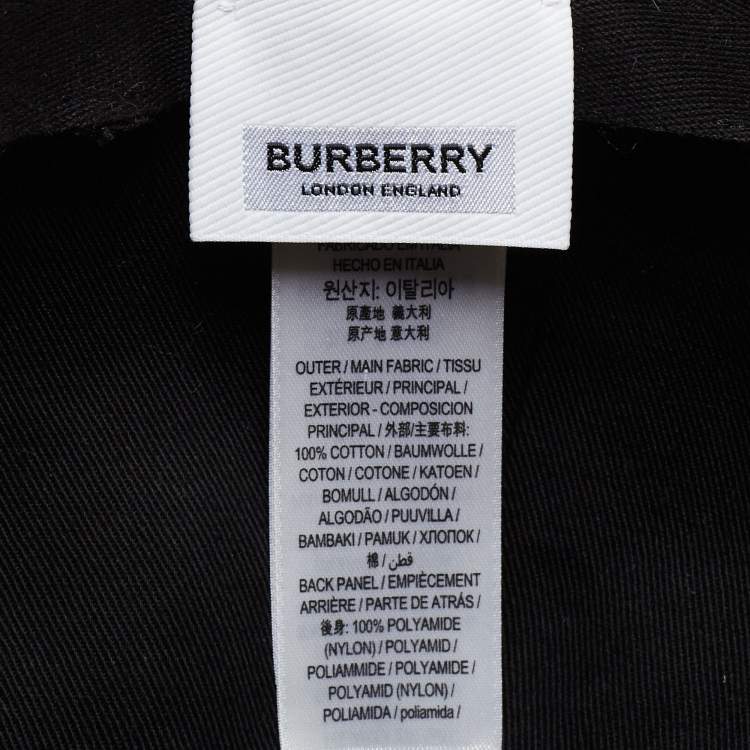 BURBERRY
LONDON ENGLAND
FABRICADO EM ITALIA
HECHO EN ITALIA
원산지: 이탈리아
原產地 義大利
原产地 意大利
OUTER / MAIN FABRIC / TISSU
EXTÉRIEUR / PRINCIPAL /
EXTERIOR - COMPOSICION
PRINCIPAL / 外部/主要布料:
100% COTTON / BAUMWOLLE /
COTON / COTONE / KATOEN /
BOMULL / ALGODÓN /
ALGODÃO / PUUVILLA /
BAMBAKI / PAMUK / ХЛОПОК /
棉 / قطن /
BACK PANEL / EMPIÈCEMENT
ARRIÈRE / PARTE DE ATRÁS /
後身: 100% POLYAMIDE
(NYLON) / POLYAMID /
POLIAMMIDE / POLYAMIDE /
POLYAMID (NYLON) /
POLIAMIDA / poliamida /